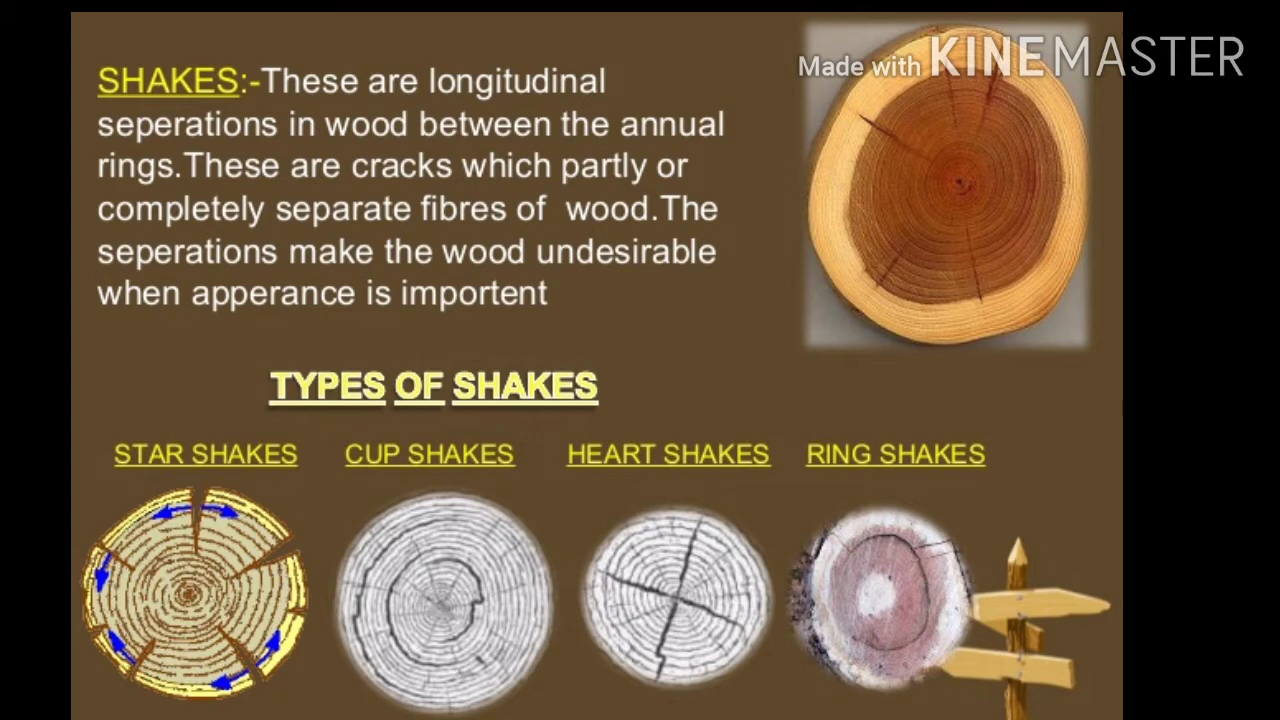 Made with KINEMASTER
SHAKES:-These are longitudinal
seperations in wood between the annual
rings.These are cracks which partly or
completely separate fibres of  wood.The
seperations make the wood undesirable
when apperance is importent
TYPES OF SHAKES
STAR SHAKES
CUP SHAKES
HEART SHAKES
RING SHAKES